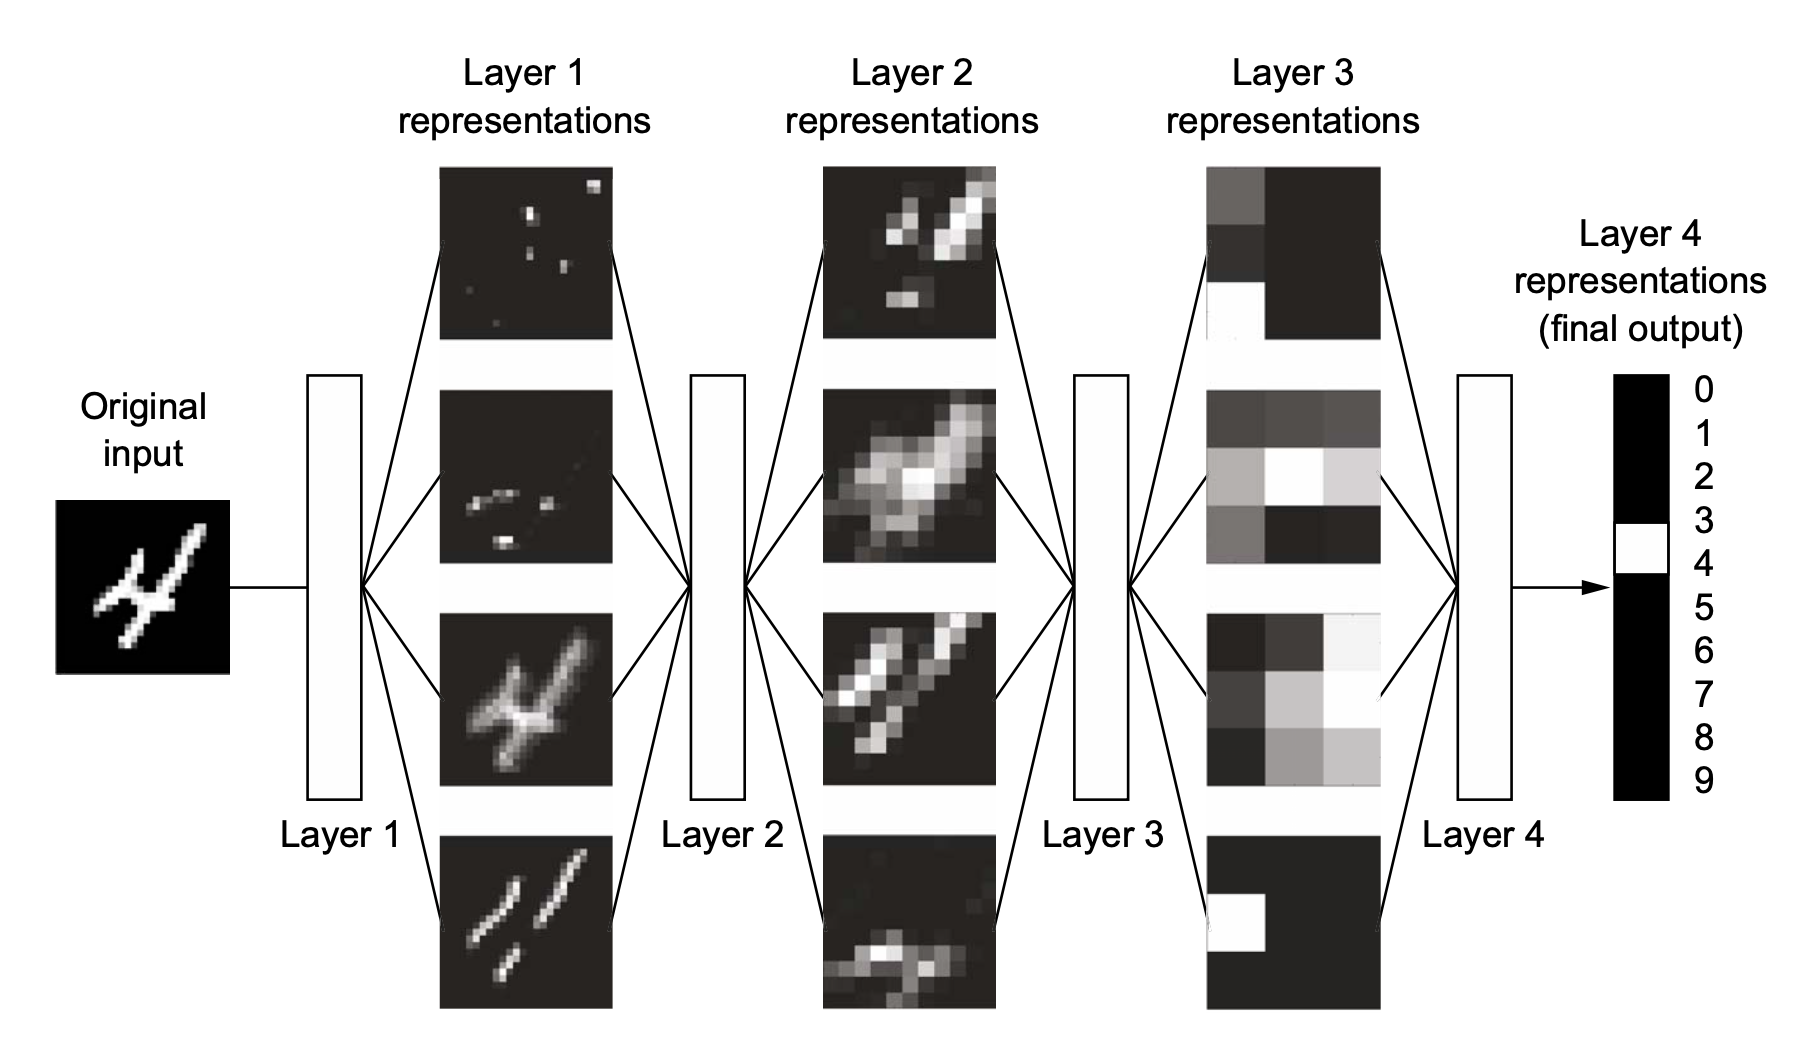 Layer 1
representations
Layer 2
representations
Layer 3
representations
Layer 4
representations
(final output)
Original
input
0
1
2
3
4
5
6
7
8
9
Layer 1
Layer 2
Layer 3
Layer 4